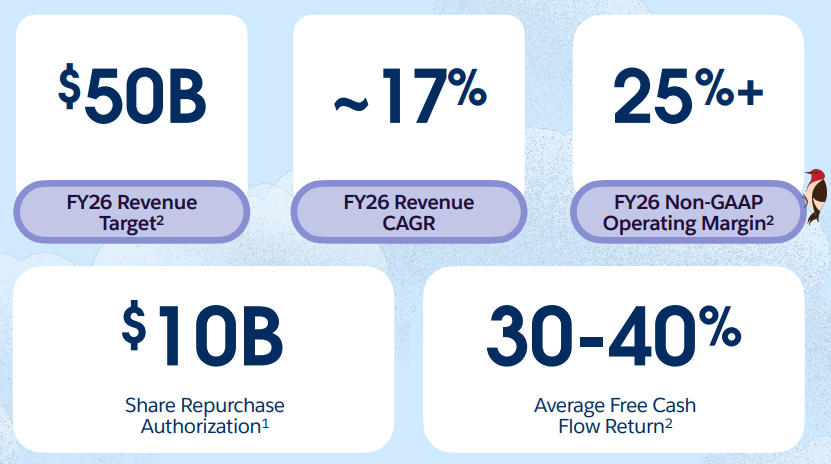 $50B
FY26 Revenue
Target²
~17%
FY26 Revenue
CAGR
25%+
FY26 Non-GAAP
Operating Margin²
$10B
Share Repurchase
Authorization¹
30-40%
Average Free Cash
Flow Return²